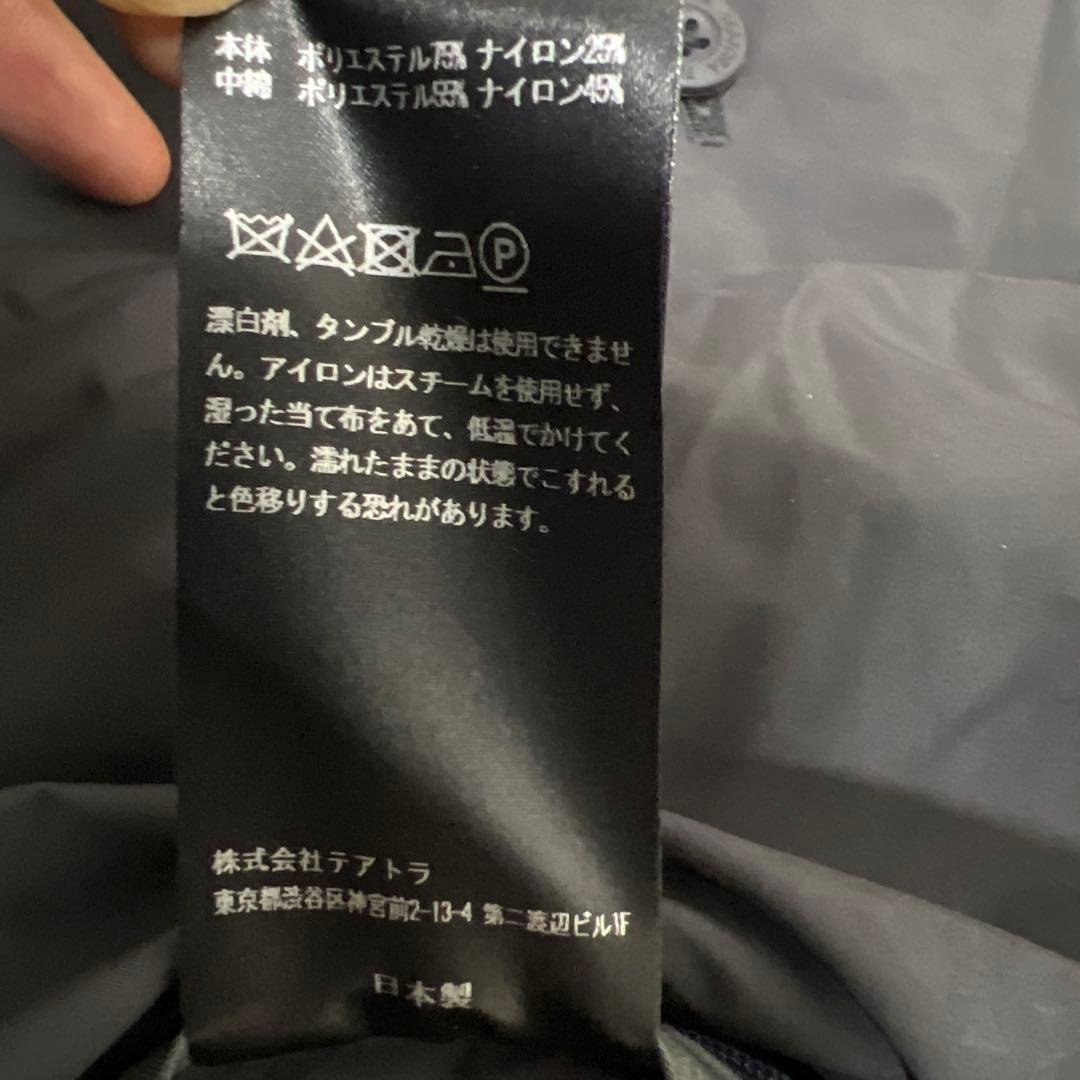 本体 ポリエステル75% ナイロン25%
中綿 ポリエステル55% ナイロン45%
P
漂白剤、タンブル乾燥は使用できませ
ん。アイロンはスチームを使用せず、
湿った当て布をあて、低温でかけてく
ださい。濡れたままの状態でこすれる
と色移りする恐れがあります。
株式会社テアトラ
東京都渋谷区神宮前2-13-4 第二渡辺ビル1F
日本製